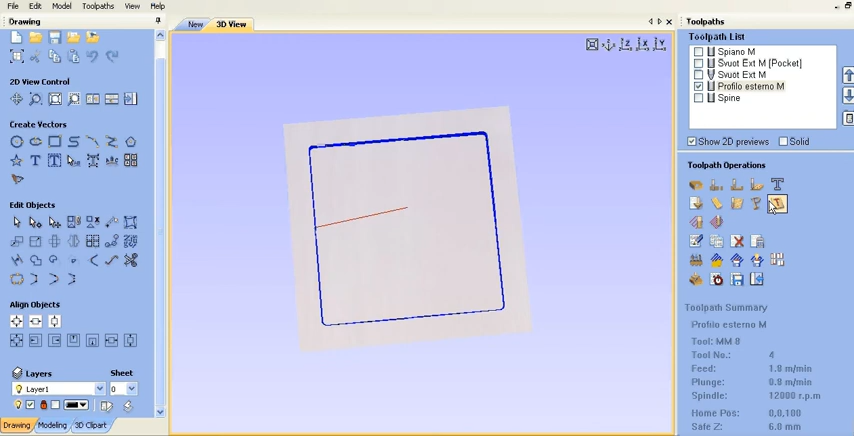 File Edit Model Toolpaths View Help
Drawing
2D View Control
Create Vectors
Edit Objects
Align Objects
Layers Sheet
Layer1 0
Drawing Modeling 3D Clipart
New 3D View
Toolpaths
Toolpath List
Spiano M
Svuot Ext M [Pocket]
Svuot Ext M
Profilo esterno M
Spine
Show 2D previews Solid
Toolpath Operations
Toolpath Summary
Profilo esterno M
Tool: MM 8
Tool No.: 4
Feed: 1.8 m/min
Plunge: 0.8 m/min
Spindle: 12000 r.p.m
Home Pos: 0,0,100
Safe Z: 6.0 mm